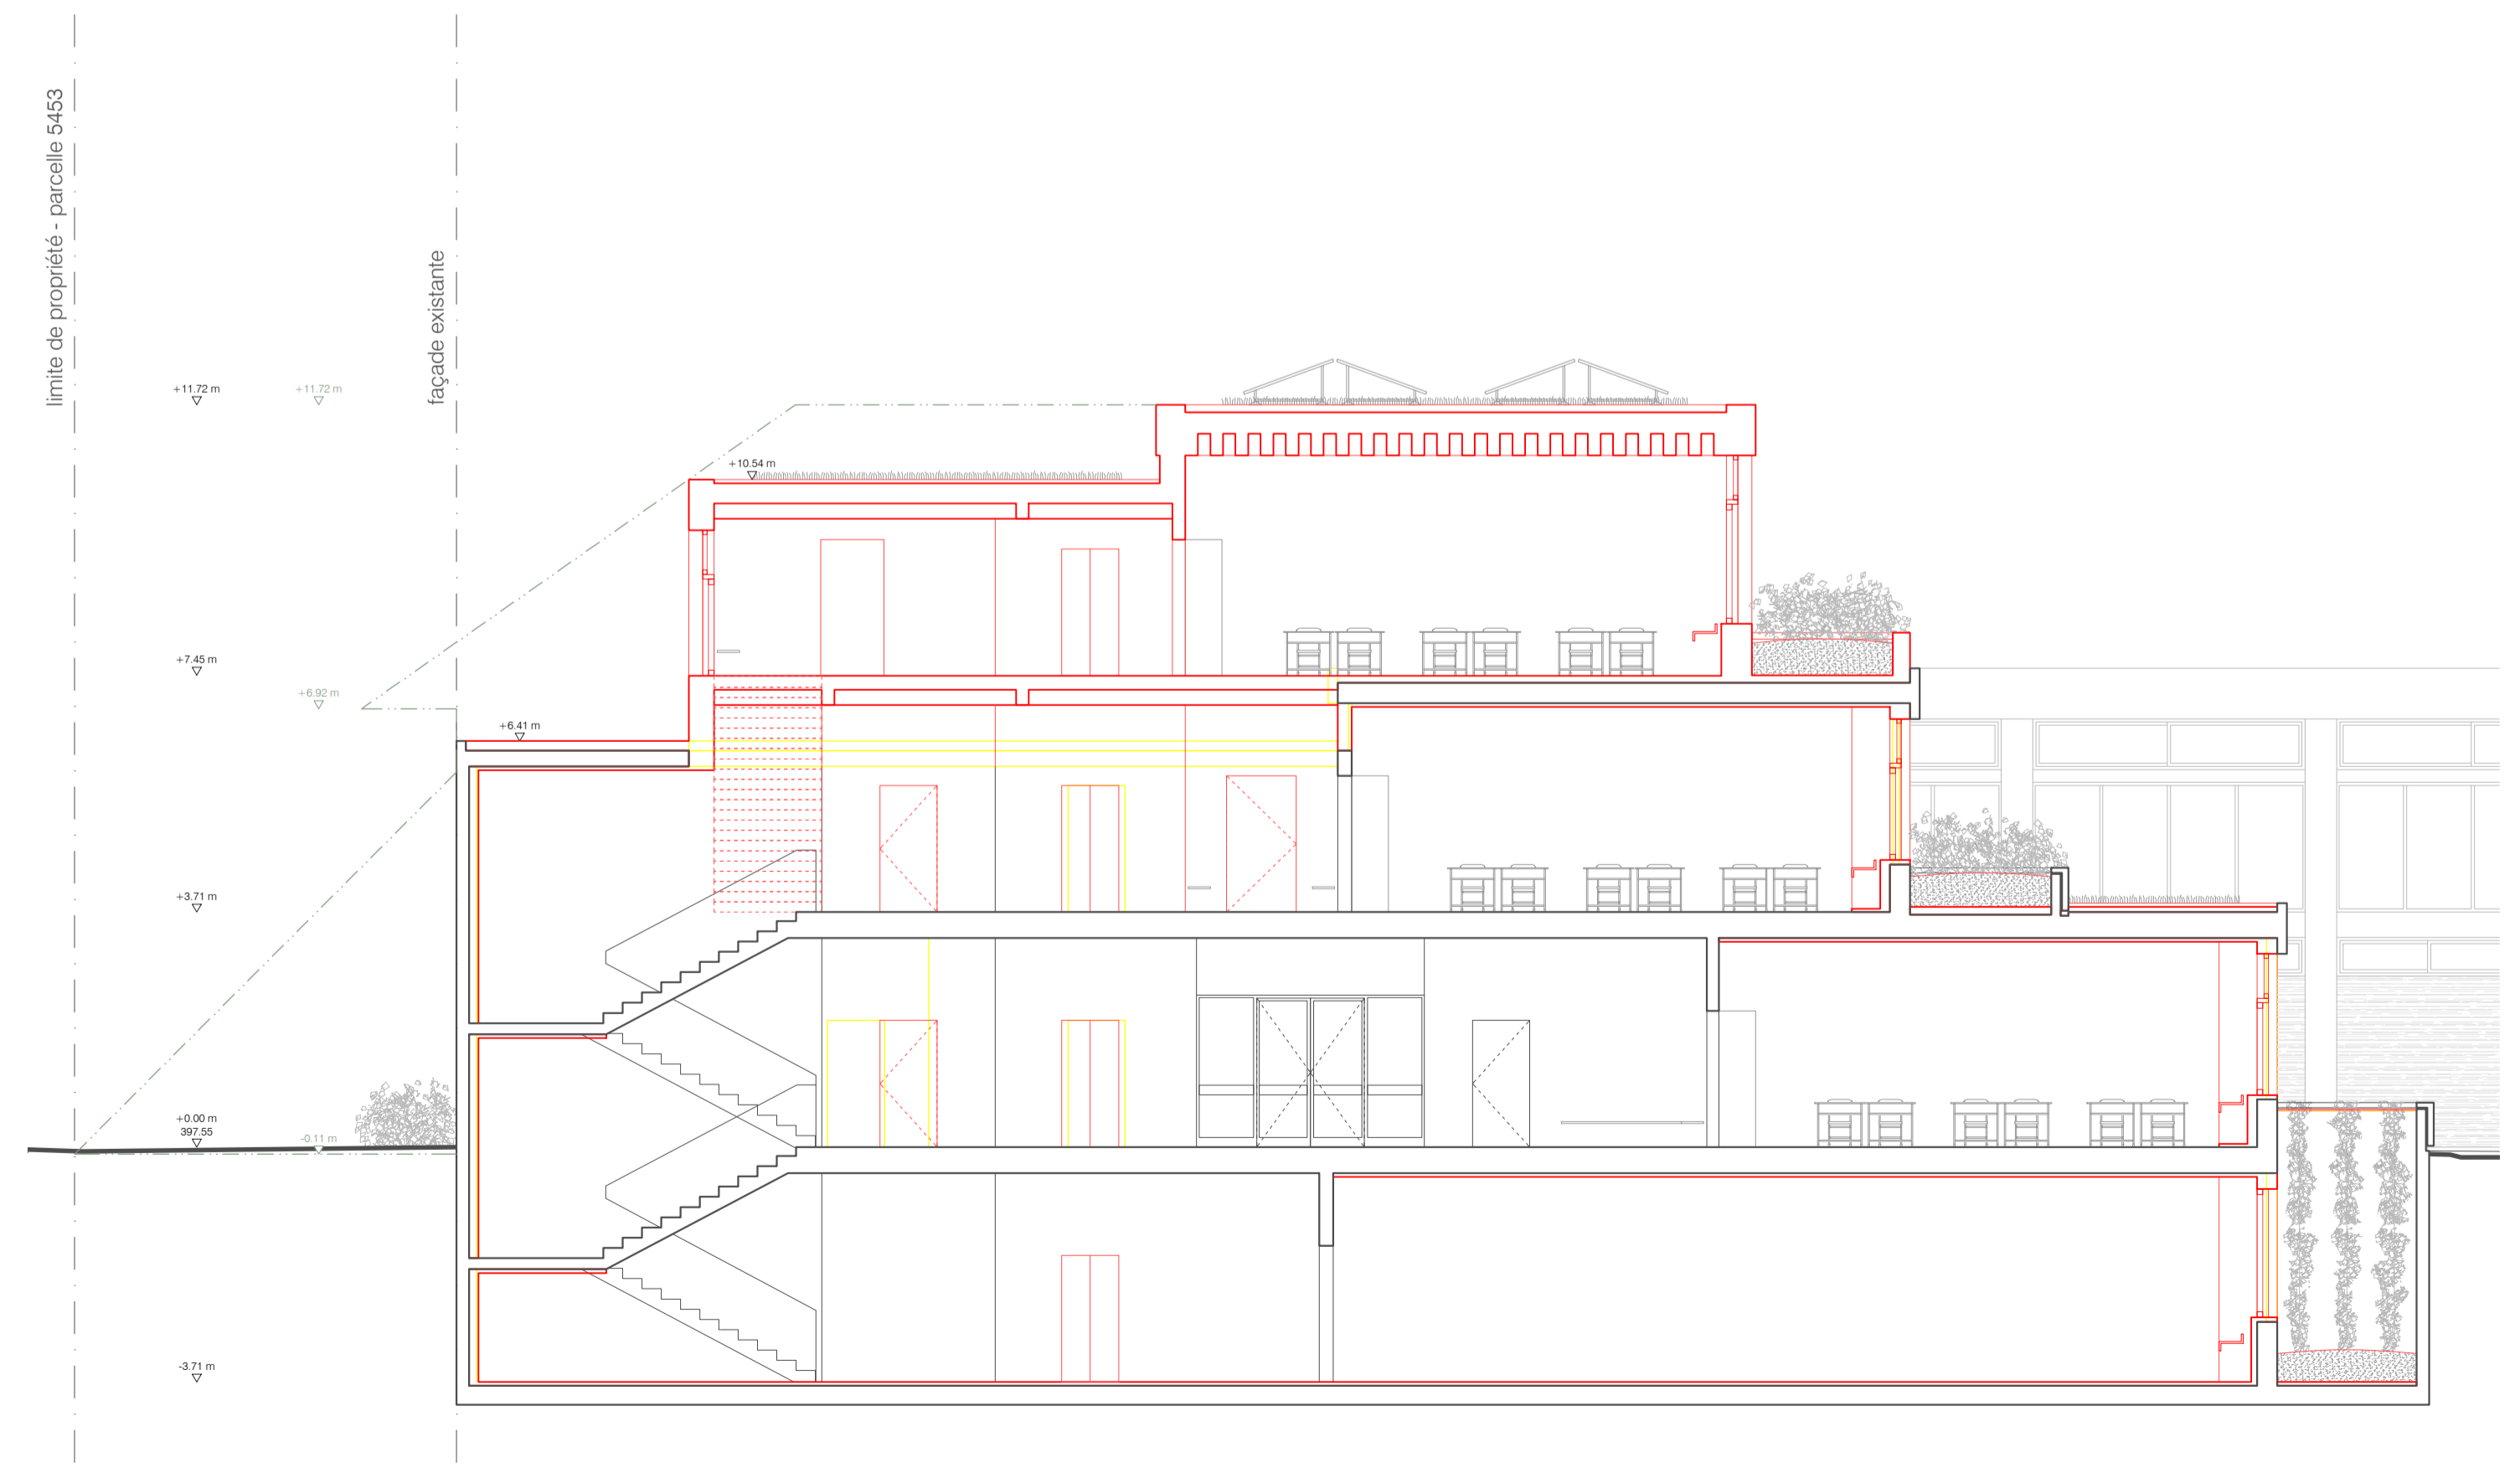 limite de propriété - parcelle 5453
façade existante
+11.72 m
+11.72 m
+10.54 m
+7.45 m
+6.92 m
+6.41 m
+3.71 m
+0.00 m
397.55
-0.11 m
-3.71 m